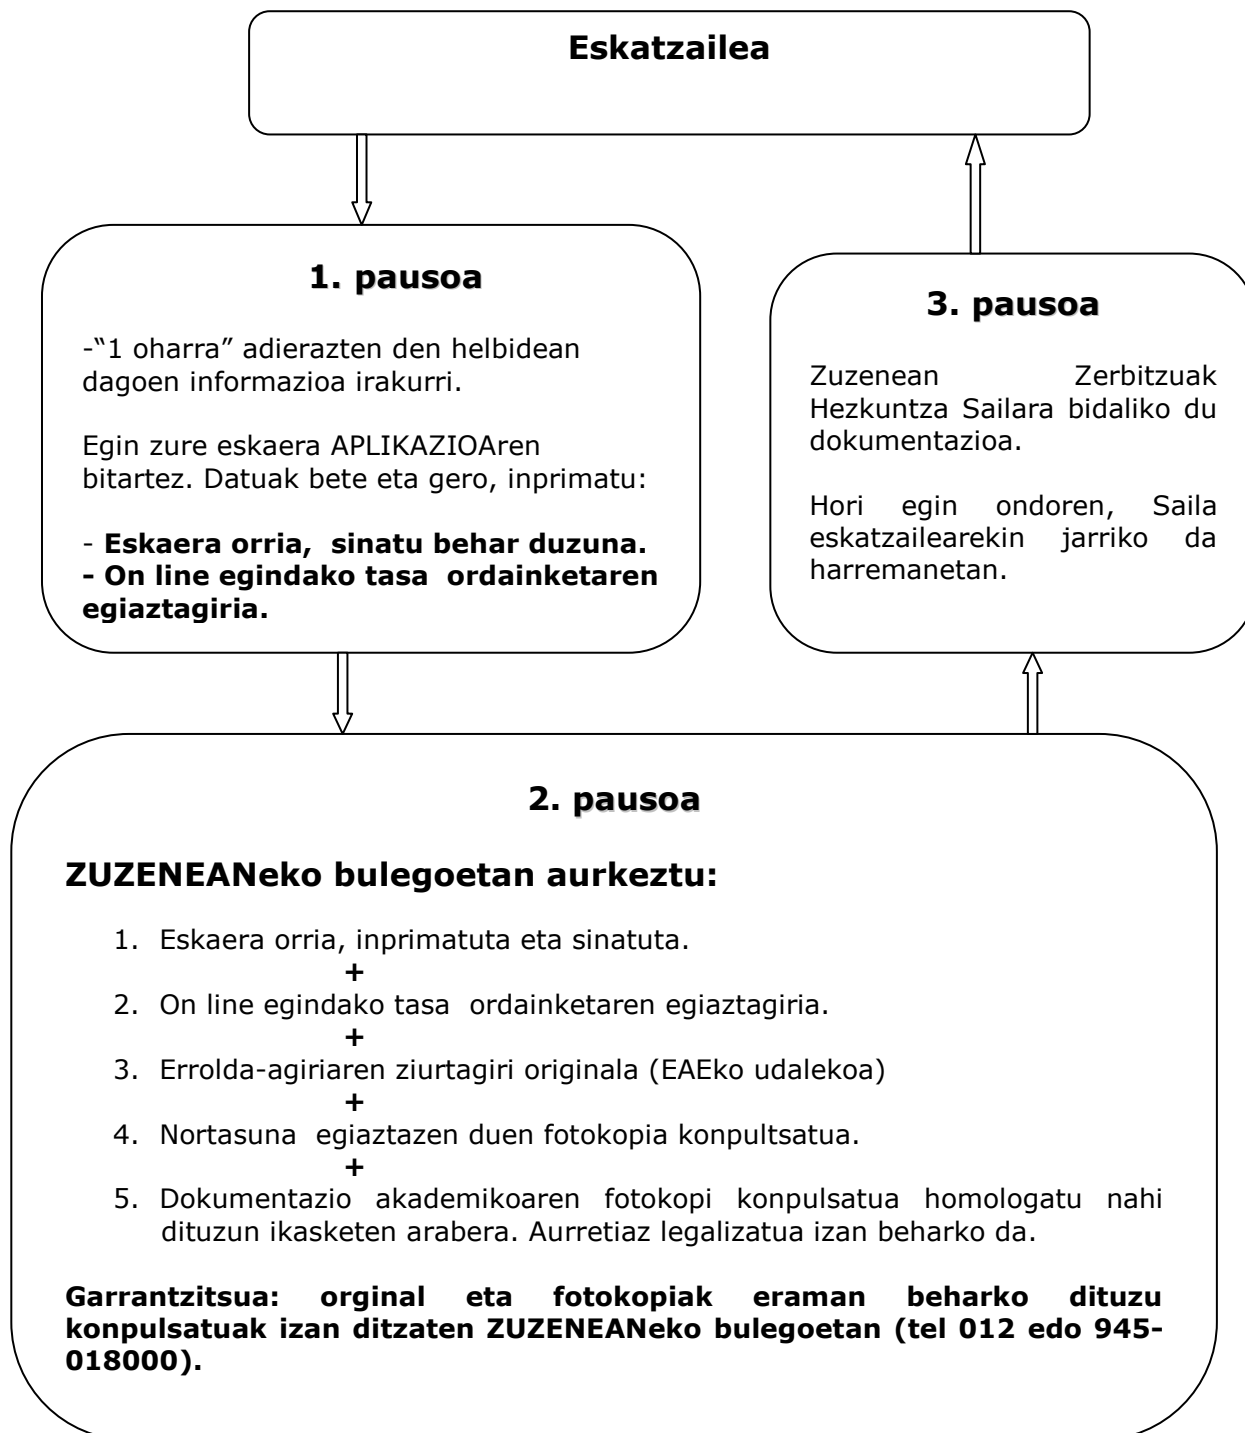 Eskatzailea
1. pausoa
-“1 oharra” adierazten den helbidean
dagoen informazioa irakurri.
Egin zure eskaera APLIKAZIOAren
bitartez. Datuak bete eta gero, inprimatu:
- Eskaera orria, sinatu behar duzuna.
- On line egindako tasa ordainketaren
egiaztagiria.
3. pausoa
Zuzenean Zerbitzuak
Hezkuntza Sailara bidaliko du
dokumentazioa.
Hori egin ondoren, Saila
eskatzailearekin jarriko da
harremanetan.
2. pausoa
ZUZENEANeko bulegoetan aurkeztu:
1. Eskaera orria, inprimatuta eta sinatuta.
+
2. On line egindako tasa ordainketaren egiaztagiria.
+
3. Errolda-agiriaren ziurtagiri originala (EAEko udalekoa)
+
4. Nortasuna egiaztazen duen fotokopia konpultsatua.
+
5. Dokumentazio akademikoaren fotokopi konpulsatua homologatu nahi
dituzun ikasketen arabera. Aurretiaz legalizatua izan beharko da.
Garrantzitsua: orginal eta fotokopiak eraman beharko dituzu
konpulsatuak izan ditzaten ZUZENEANeko bulegoetan (tel 012 edo 945-
018000).